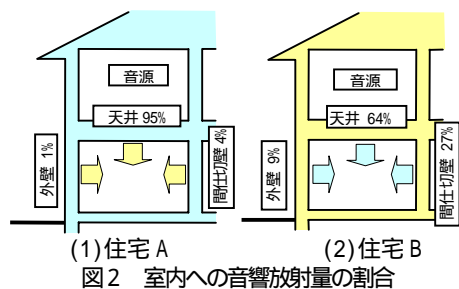 音源
天井 95%
外壁 1%
間仕切壁 4%
(1)住宅 A
音源
天井 64%
外壁 9%
間仕切壁 27%
(2)住宅 B
図2 室内への音響放射量の割合